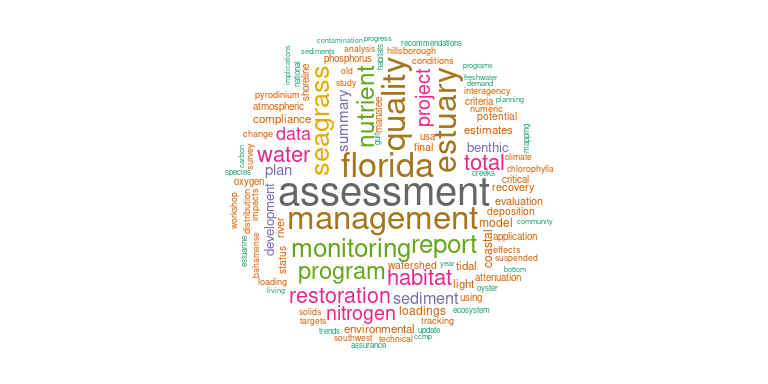 contamination
progress
recommendations
sediments
analysis
habitats
hillsborough
implications
national
phosphorus
conditions
programs
shoreline
seagrass
old
study
nutrient
quality
project
estuary
freshwater
demand
interagency
pyrodinium
atmospheric
summary
manatee
gulf
criteria
planning
numeric
compliance
potential
change
data
usa
final
estimates
mapping
carbon
survey
water
florida
benthic
total
climate
species
plan
creeks
chlorophylla
oxygen
critical
assessment
recovery
workshop
distribution
impacts
development
evaluation
deposition
management
model
community
river
estuarine
bahamense
status
monitoring
report
coastal
application
effects
suspended
watershed
year
tidal
bottom
program
habitat
loading
living
light
attenuation
oyster
restoration
sediment
using
solids
nitrogen
loadings
ecosystem
targets
tracking
trends
environmental
update
southwest
technical
ccmp
assurance